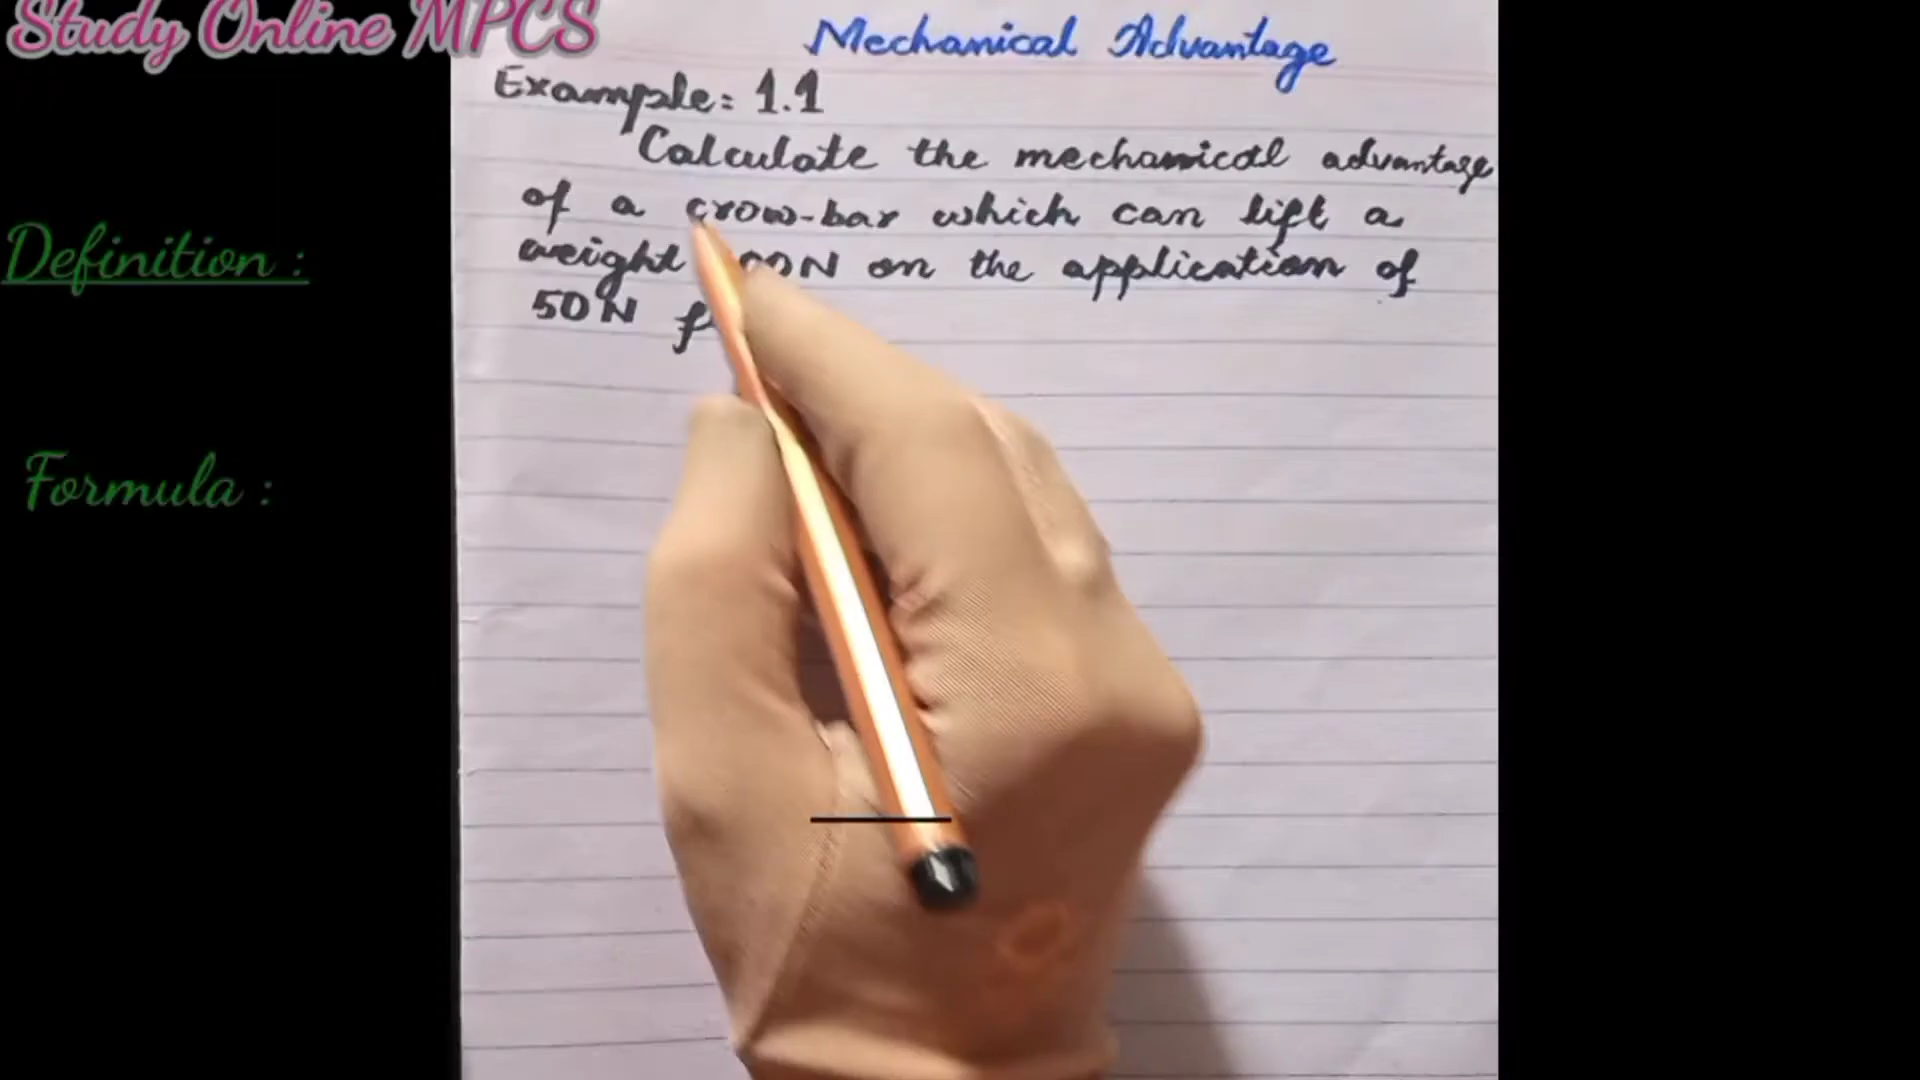 Study Online MPCS
Mechanical Advantage
Example: 1.1
Calculate the mechanical advantage
of a crow-bar which can lift a
weight 00N on the application of
50N f
Definition :
Formula :